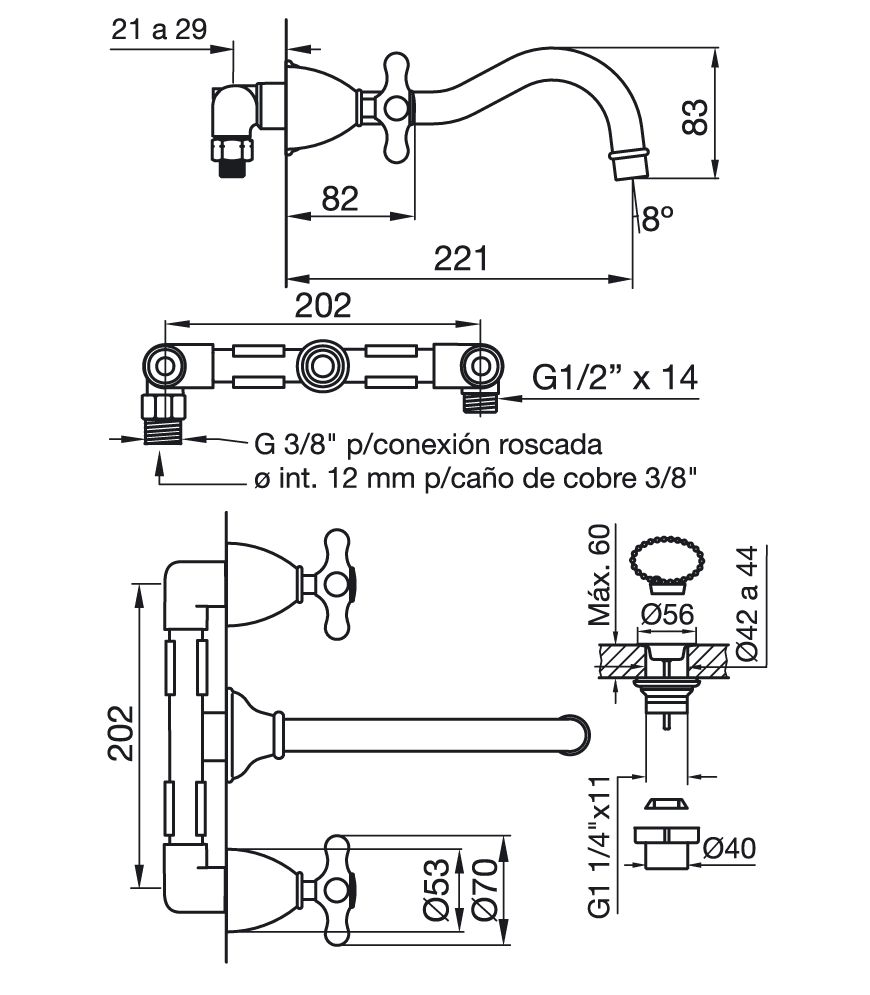 21 a 29
83
82
8º
221
202
G1/2” x 14
G 3/8" p/conexión roscada
ø int. 12 mm p/caño de cobre 3/8"
Máx. 60
Ø56
Ø42 a 44
202
G1 1/4"x11
Ø40
Ø53
Ø70